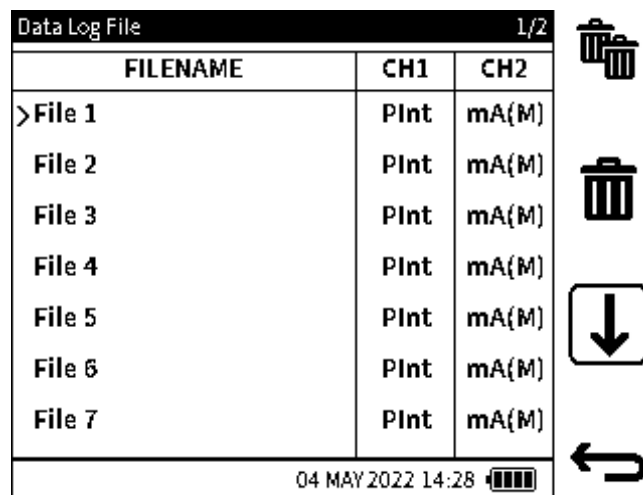 Data Log File 1/2
FILENAME CH1 CH2
>File 1 PInt mA(M)
File 2 PInt mA(M)
File 3 PInt mA(M)
File 4 PInt mA(M)
File 5 PInt mA(M)
File 6 PInt mA(M)
File 7 PInt mA(M)
04 MAY 2022 14:28